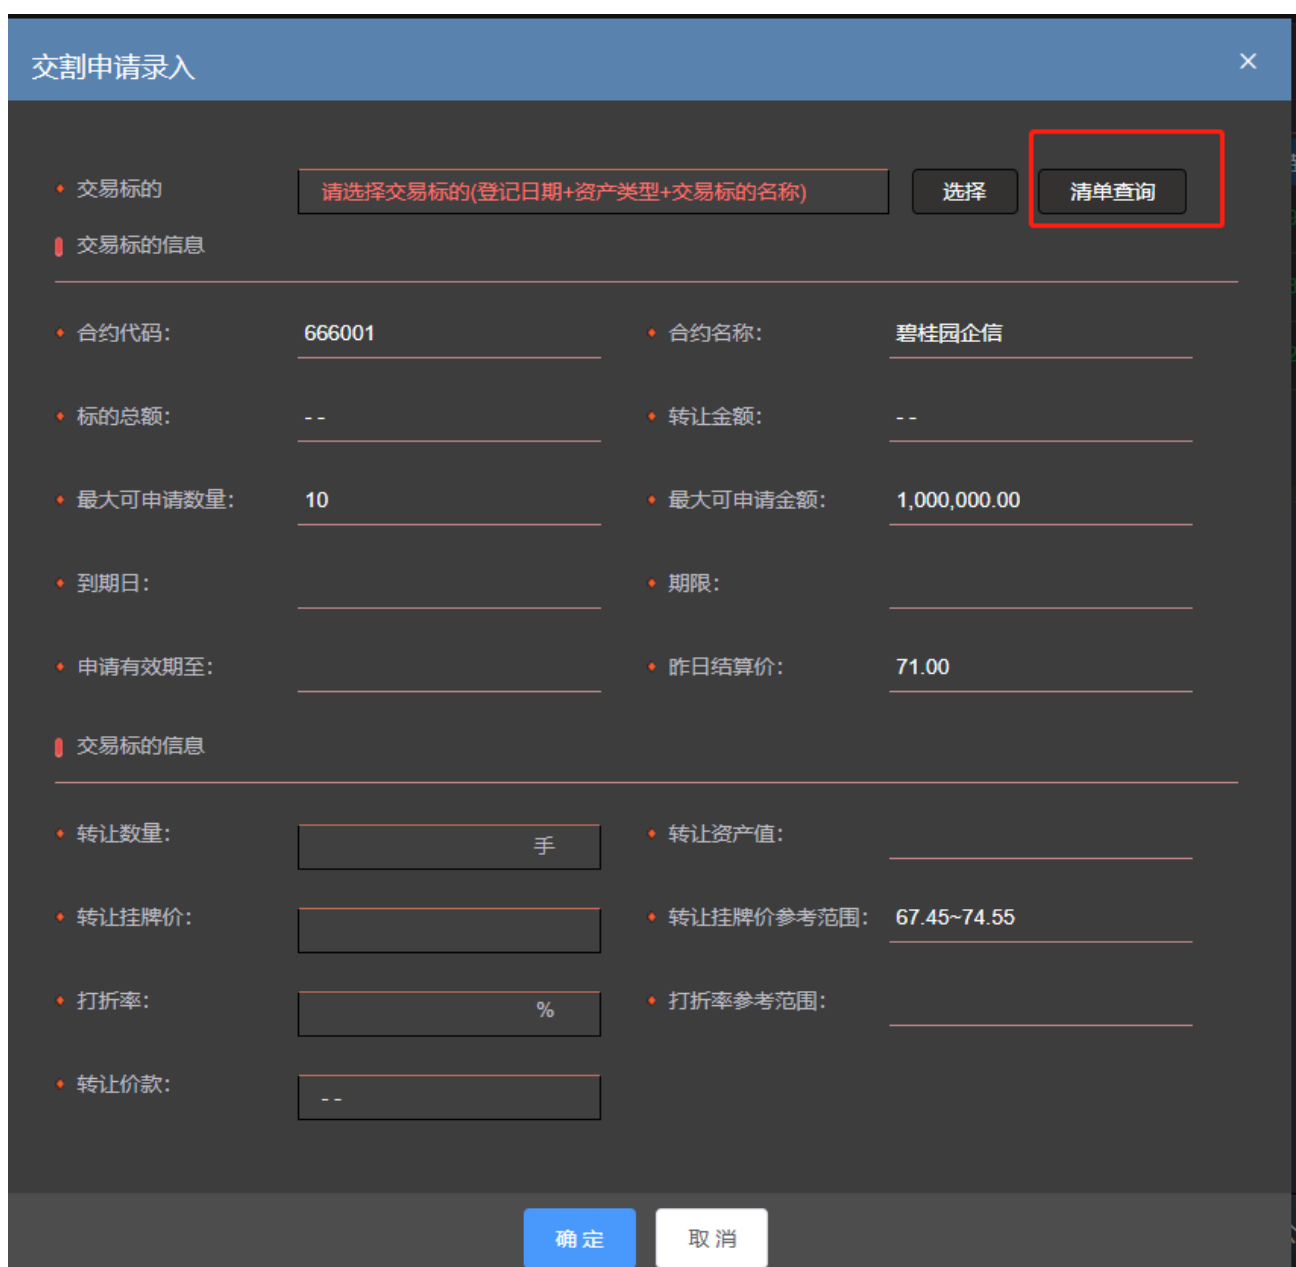 交割申请录入 ×
交易标的 请选择交易标的(登记日期+资产类型+交易标的名称) 选择 清单查询
交易标的信息
合约代码： 666001 合约名称： 碧桂园企信
标的总额： -- 转让金额： --
最大可申请数量： 10 最大可申请金额： 1,000,000.00
到期日： 期限：
申请有效期至： 昨日结算价： 71.00
交易标的信息
转让数量： 手 转让资产值：
转让挂牌价： 转让挂牌价参考范围： 67.45~74.55
打折率： % 打折率参考范围：
转让价款： --
确定 取消